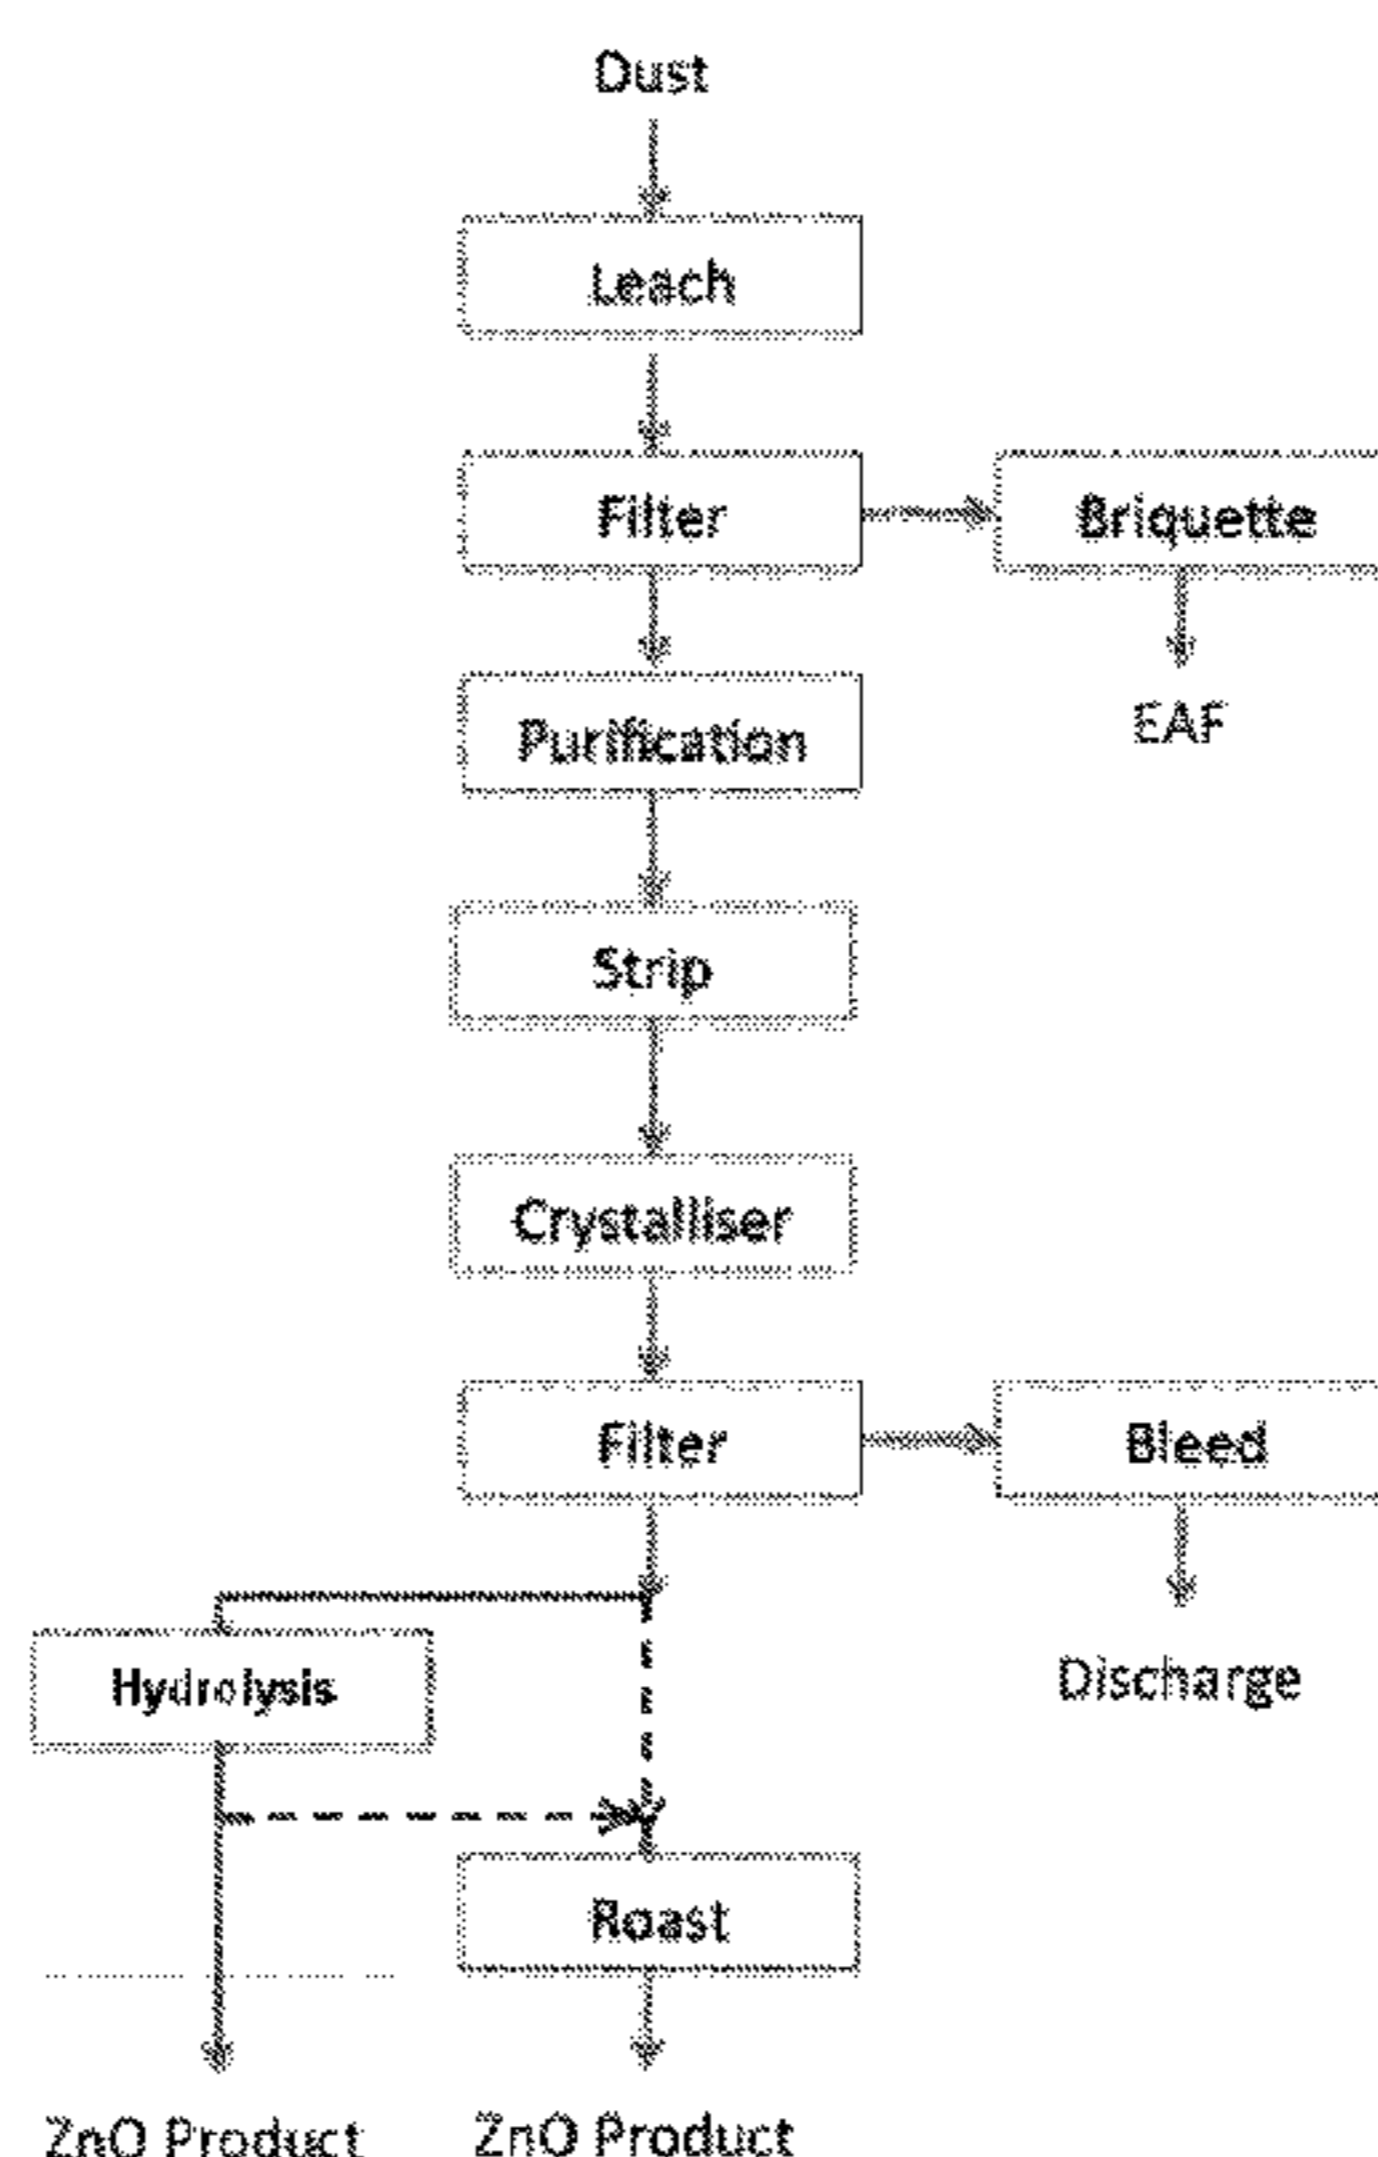 Dust
Leach
Filter
Briquette
Purification
EAF
Strip
Crystalliser
Filter
Bleed
Hydrolysis
Discharge
Roast
ZnO Product
ZnO Product